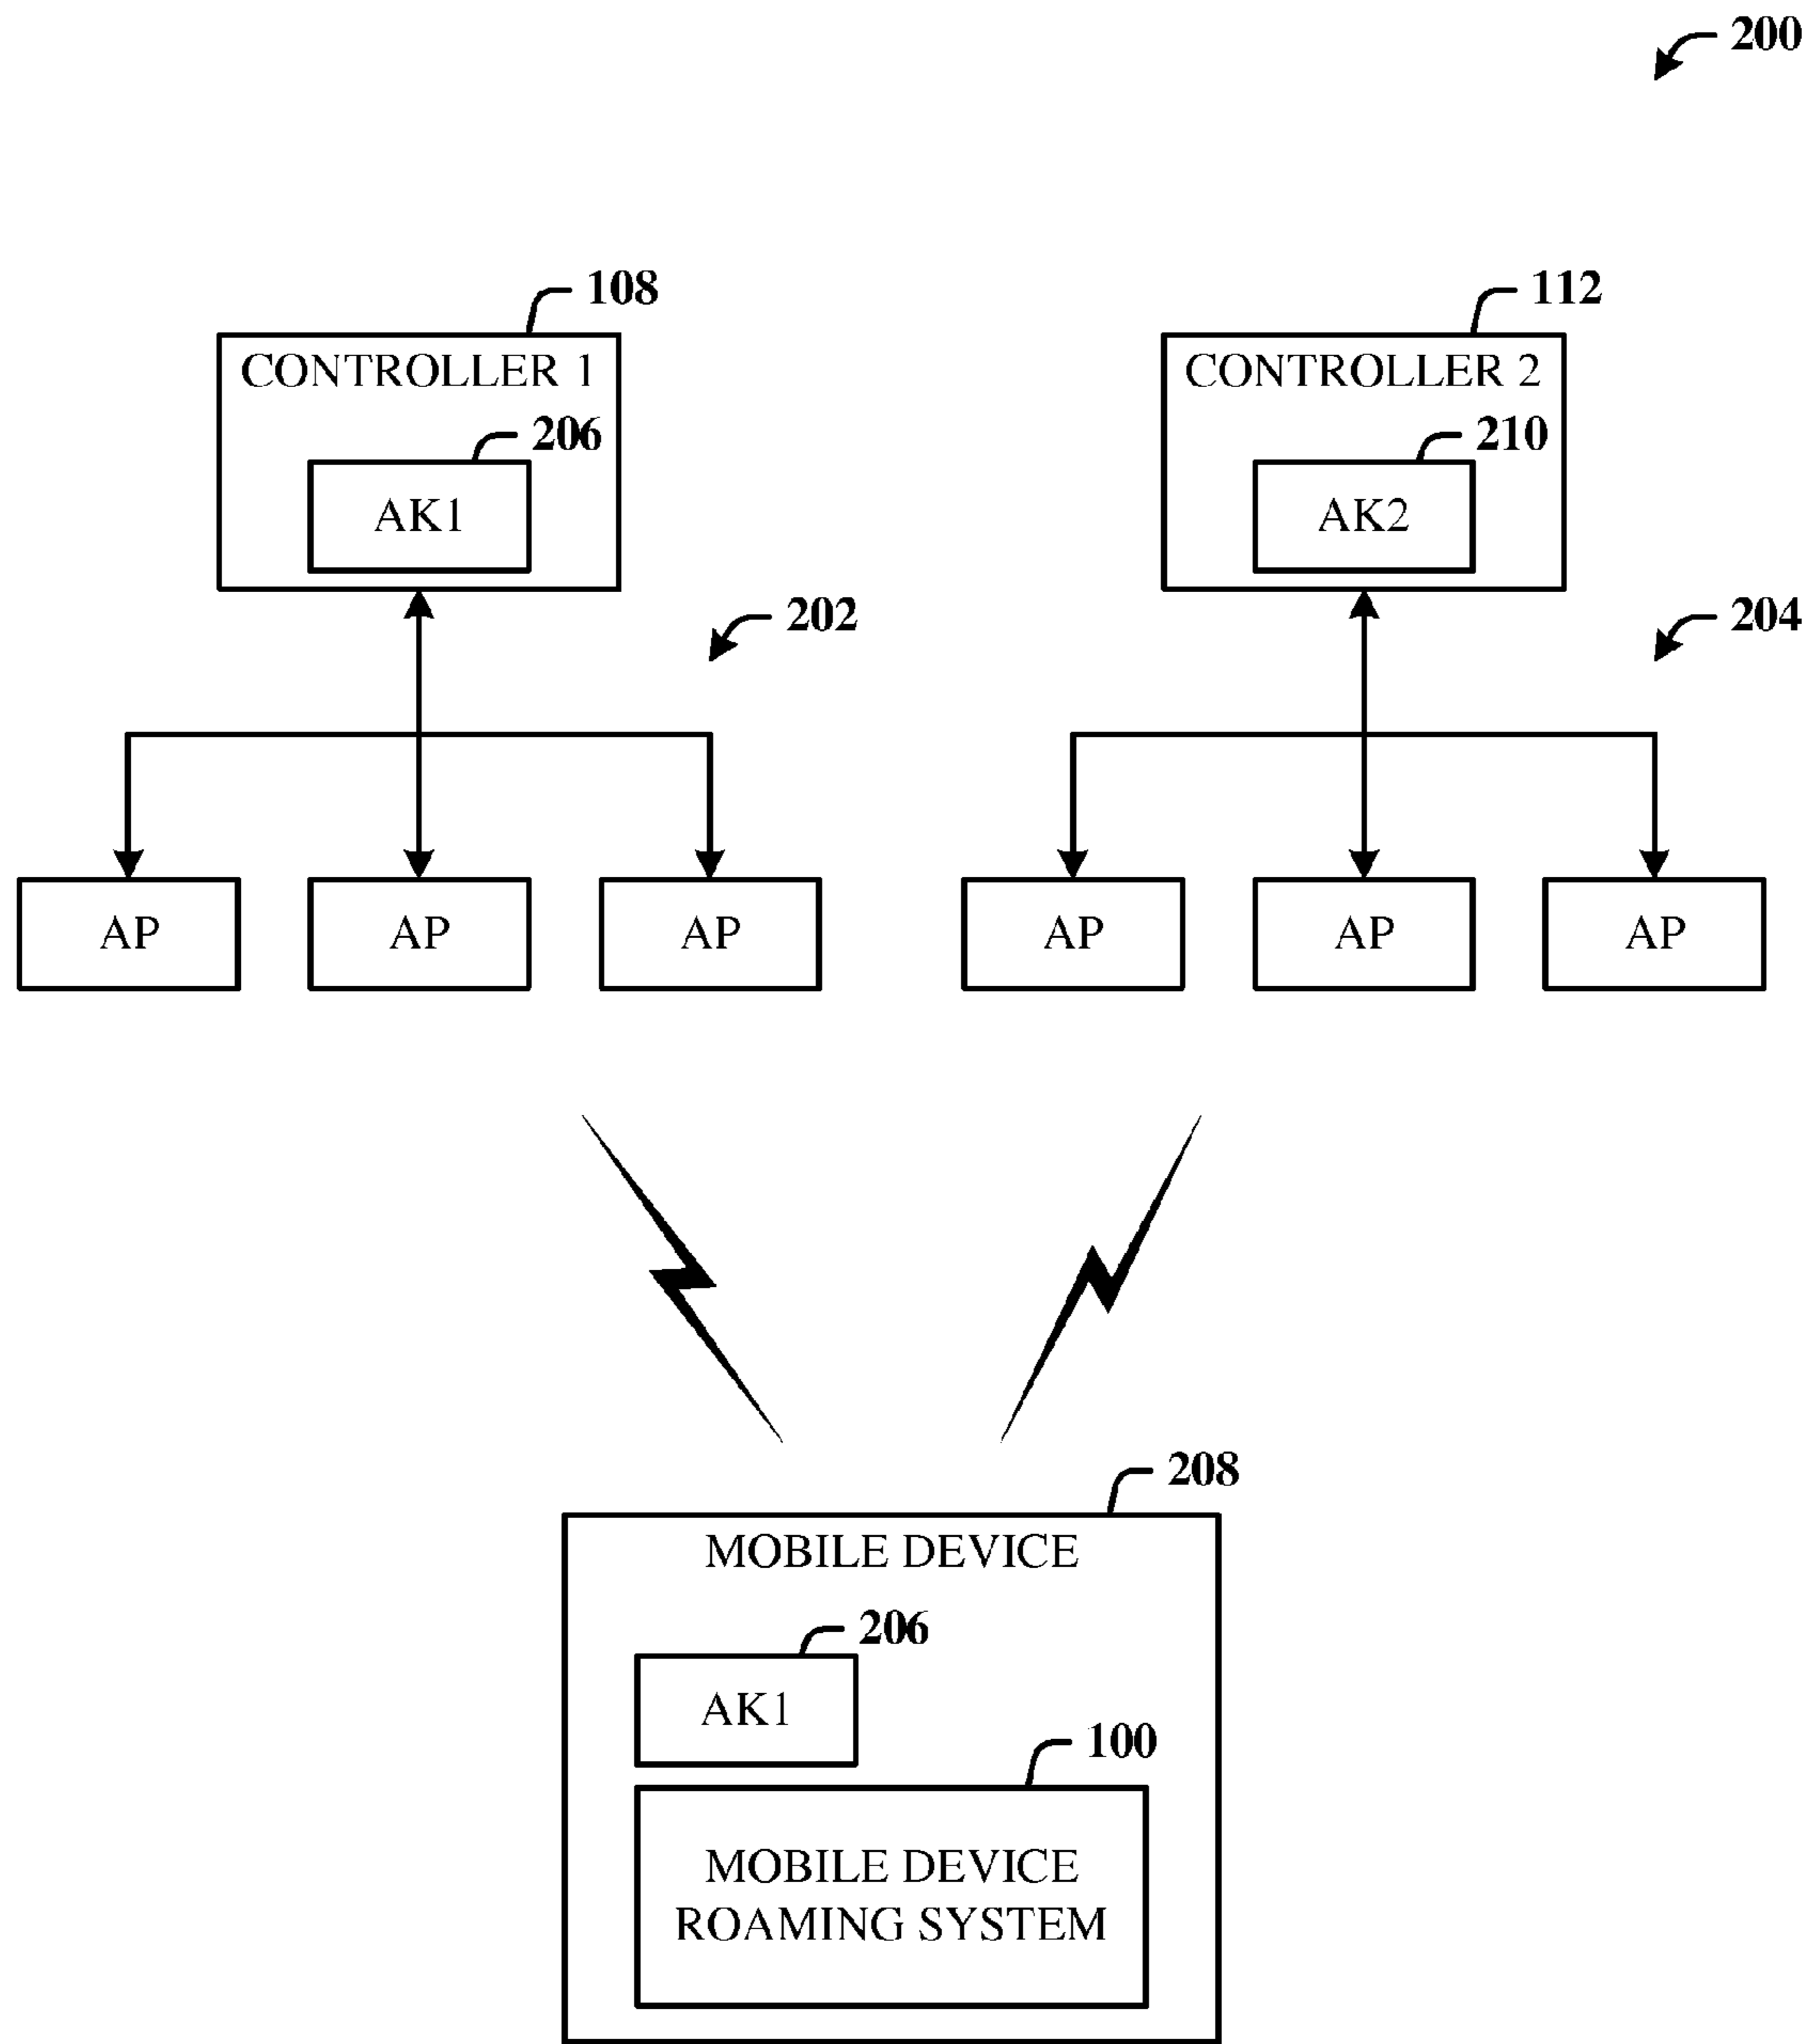 200
108
112
CONTROLLER 1
CONTROLLER 2
206
210
AK1
AK2
202
204
AP
AP
AP
AP
AP
AP
208
MOBILE DEVICE
206
AK1
100
MOBILE DEVICE
ROAMING SYSTEM